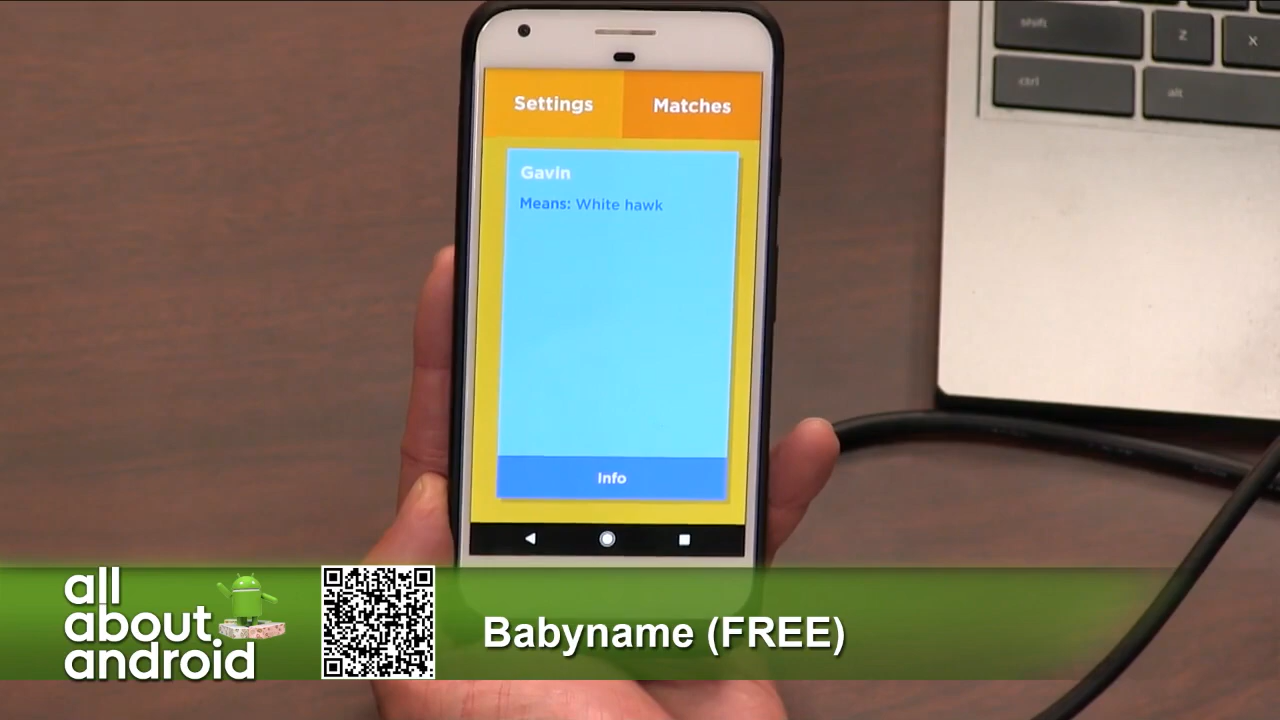 shift
Z
X
ctrl
alt
Settings
Matches
Gavin
Means: White hawk
Info
all
about
android
Babyname (FREE)